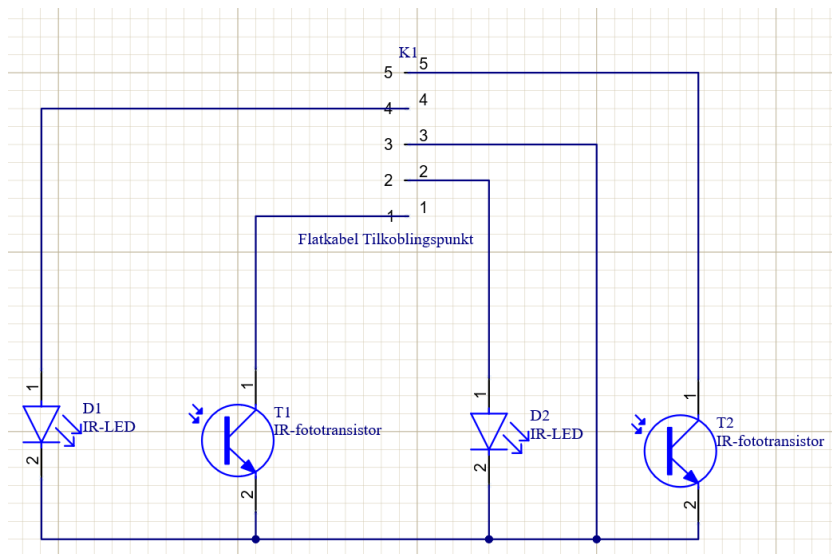 K1
5 5
4 4
3 3
2 2
1 1
Flatkabel Tilkoblingspunkt
1
D1
IR-LED
2
1
T1
IR-fototransistor
2
1
D2
IR-LED
2
1
T2
IR-fototransistor
2